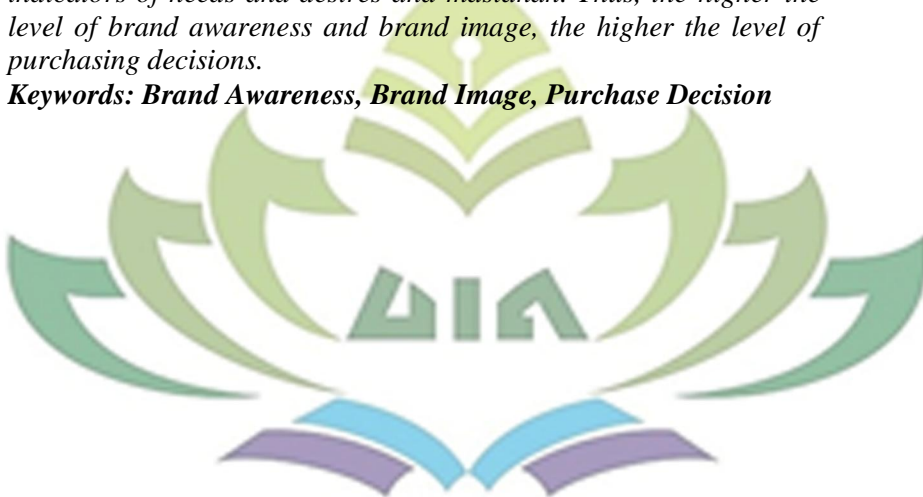 indicators of needs and desires and maslahah. Thus, the higher the
level of brand awareness and brand image, the higher the level of
purchasing decisions.
Keywords: Brand Awareness, Brand Image, Purchase Decision